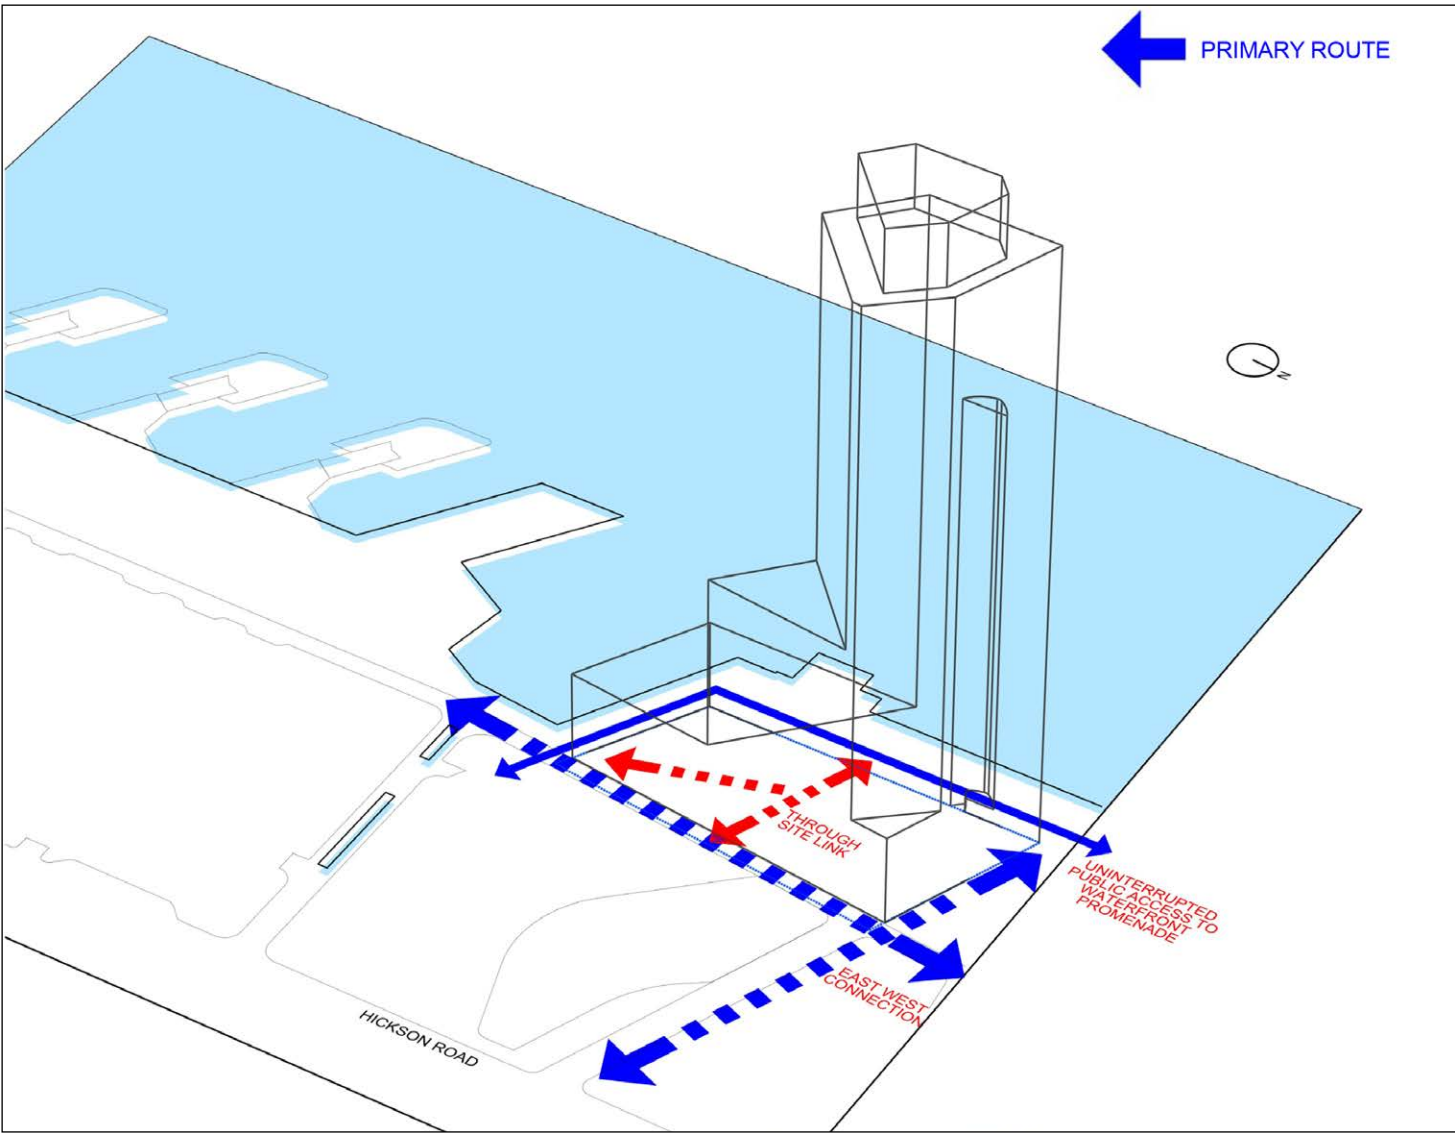 PRIMARY ROUTE
N
THROUGH
SITE LINK
UNINTERRUPTED
PUBLIC ACCESS TO
WATERFRONT
PROMENADE
EAST WEST
CONNECTION
HICKSON ROAD